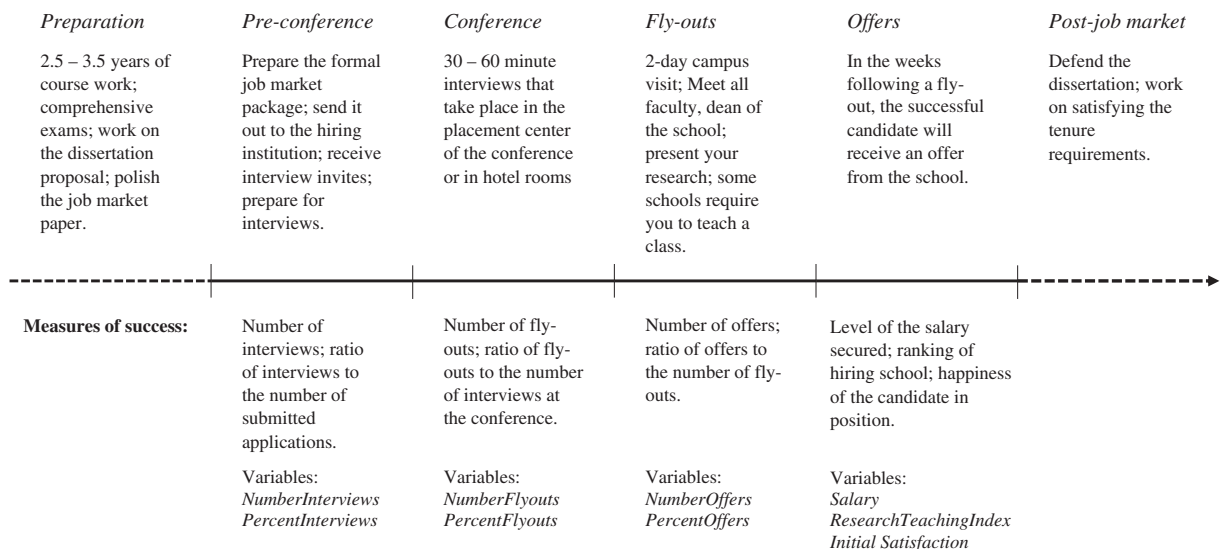 Preparation
2.5 – 3.5 years of
course work;
comprehensive
exams; work on
the dissertation
proposal; polish
the job market
paper.
Pre-conference
Prepare the formal
job market
package; send it
out to the hiring
institution; receive
interview invites;
prepare for
interviews.
Conference
30 – 60 minute
interviews that
take place in the
placement center
of the conference
or in hotel rooms
Fly-outs
2-day campus
visit; Meet all
faculty, dean of
the school;
present your
research; some
schools require
you to teach a
class.
Offers
In the weeks
following a fly-
out, the successful
candidate will
receive an offer
from the school.
Post-job market
Defend the
dissertation; work
on satisfying the
tenure
requirements.
Measures of success:
Number of
interviews; ratio
of interviews to
the number of
submitted
applications.
Variables:
NumberInterviews
PercentInterviews
Number of fly-
outs; ratio of fly-
outs to the number
of interviews at
the conference.
Variables:
NumberFlyouts
PercentFlyouts
Number of offers;
ratio of offers to
the number of fly-
outs.
Variables:
NumberOffers
PercentOffers
Level of the salary
secured; ranking of
hiring school; happiness
of the candidate in
position.
Variables:
Salary
ResearchTeachingIndex
Initial Satisfaction